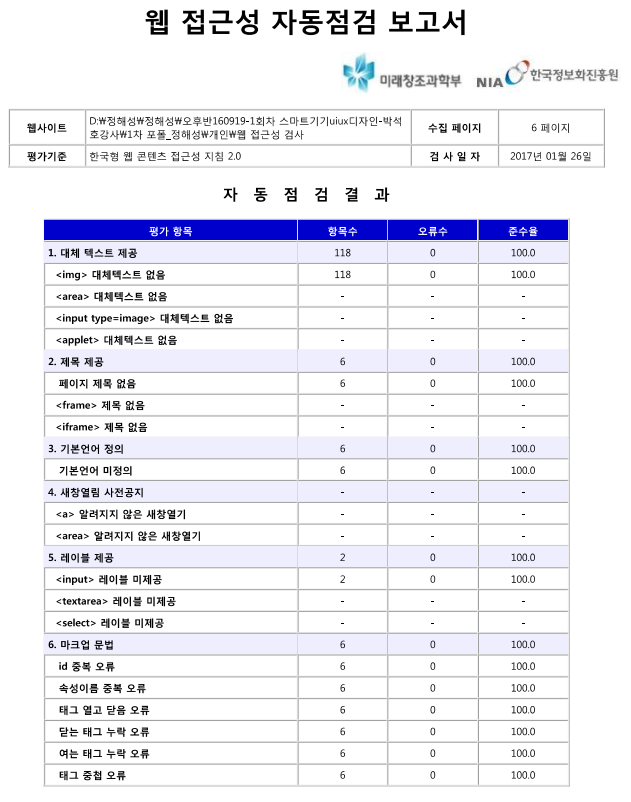 웹 접근성 자동점검 보고서
미래창조과학부 NIA 한국정보화진흥원
웹사이트 D:\정해성\정해성\오후반160919-1회차 스마트기기uiux디자인-박석
호강사\1차 포폴_정해성\개인\웹 접근성 검사 수집 페이지 6 페이지
평가기준 한국형 웹 콘텐츠 접근성 지침 2.0 검 사 일 자 2017년 01월 26일
자 동 점 검 결 과
평가 항목 항목수 오류수 준수율
1. 대체 텍스트 제공 118 0 100.0
<img> 대체텍스트 없음 118 0 100.0
<area> 대체텍스트 없음 - - -
<input type=image> 대체텍스트 없음 - - -
<applet> 대체텍스트 없음 - - -
2. 제목 제공 6 0 100.0
페이지 제목 없음 6 0 100.0
<frame> 제목 없음 - - -
<iframe> 제목 없음 - - -
3. 기본언어 정의 6 0 100.0
기본언어 미정의 6 0 100.0
4. 새창열림 사전공지 - - -
<a> 알려지지 않은 새창열기 - - -
<area> 알려지지 않은 새창열기 - - -
5. 레이블 제공 2 0 100.0
<input> 레이블 미제공 2 0 100.0
<textarea> 레이블 미제공 - - -
<select> 레이블 미제공 - - -
6. 마크업 문법 6 0 100.0
id 중복 오류 6 0 100.0
속성이름 중복 오류 6 0 100.0
태그 열고 닫음 오류 6 0 100.0
닫는 태그 누락 오류 6 0 100.0
여는 태그 누락 오류 6 0 100.0
태그 중첩 오류 6 0 100.0